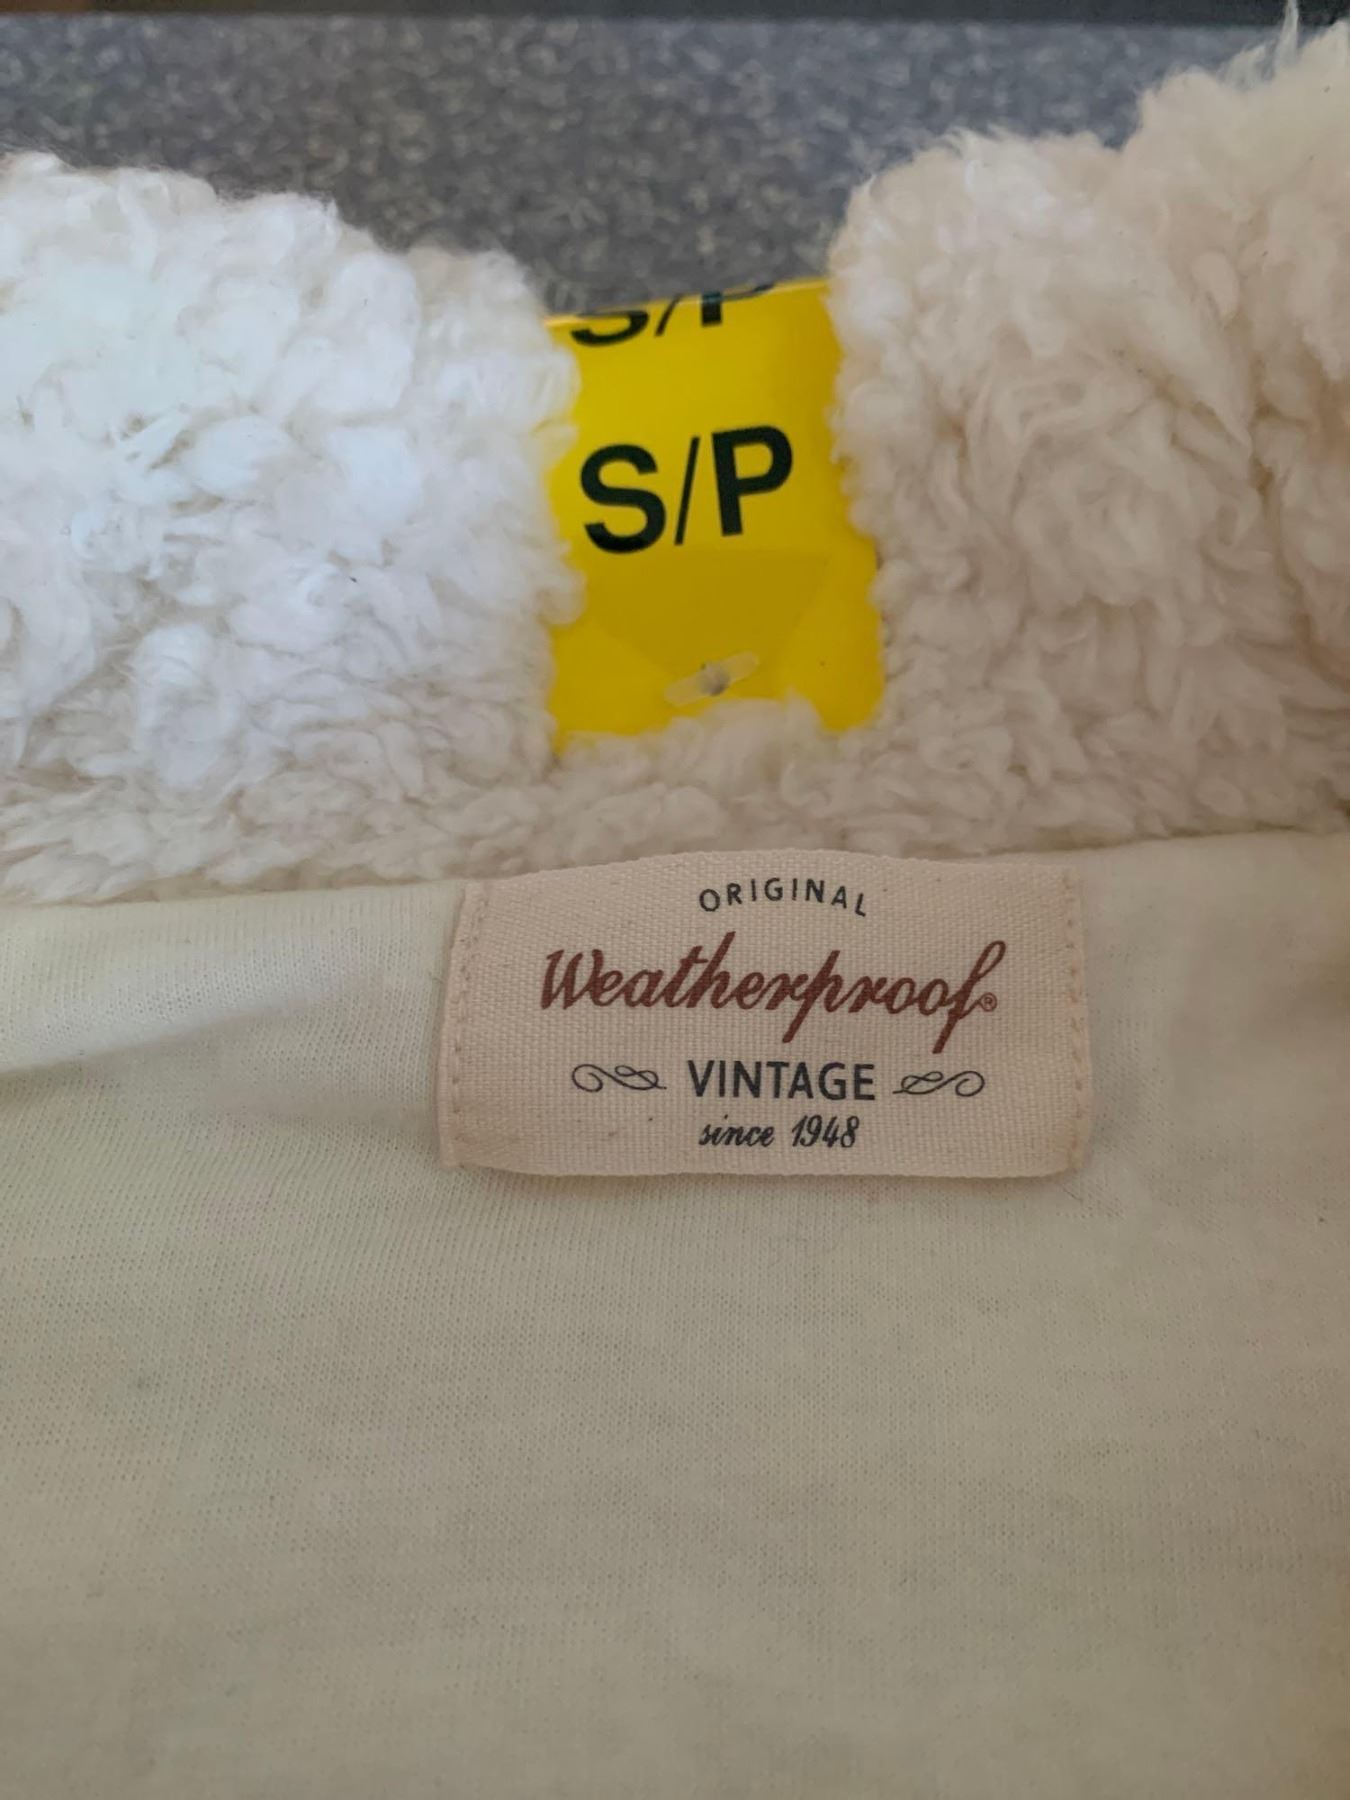 S/P
S/P
ORIGINAL
Weatherproof®
VINTAGE
since 1948